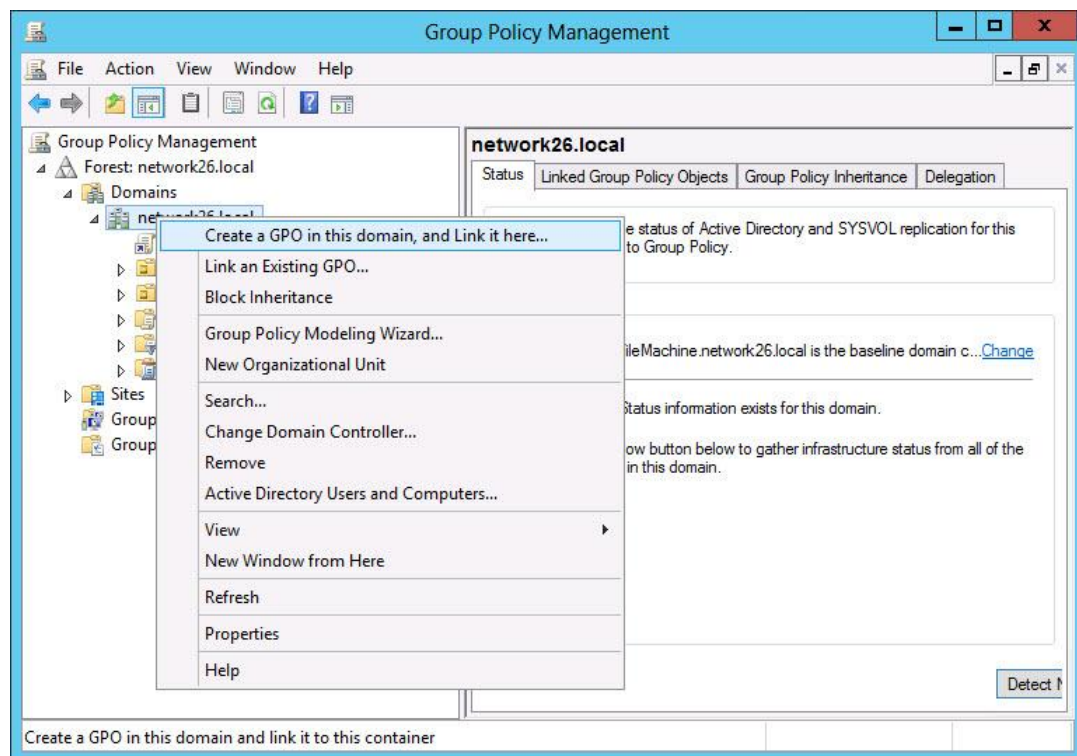 Group Policy Management
File Action View Window Help
Group Policy Management
Forest: network26.local
Domains
Sites
Group
Group
Create a GPO in this domain, and Link it here...
Link an Existing GPO...
Block Inheritance
Group Policy Modeling Wizard...
New Organizational Unit
Search...
Change Domain Controller...
Remove
Active Directory Users and Computers...
View
New Window from Here
Refresh
Properties
Help
network26.local
Status Linked Group Policy Objects Group Policy Inheritance Delegation
e status of Active Directory and SYSVOL replication for this
to Group Policy.
ileMachine.network26.local is the baseline domain c...Change
Status information exists for this domain.
ow button below to gather infrastructure status from all of the
in this domain.
Detect N
Create a GPO in this domain and link it to this container